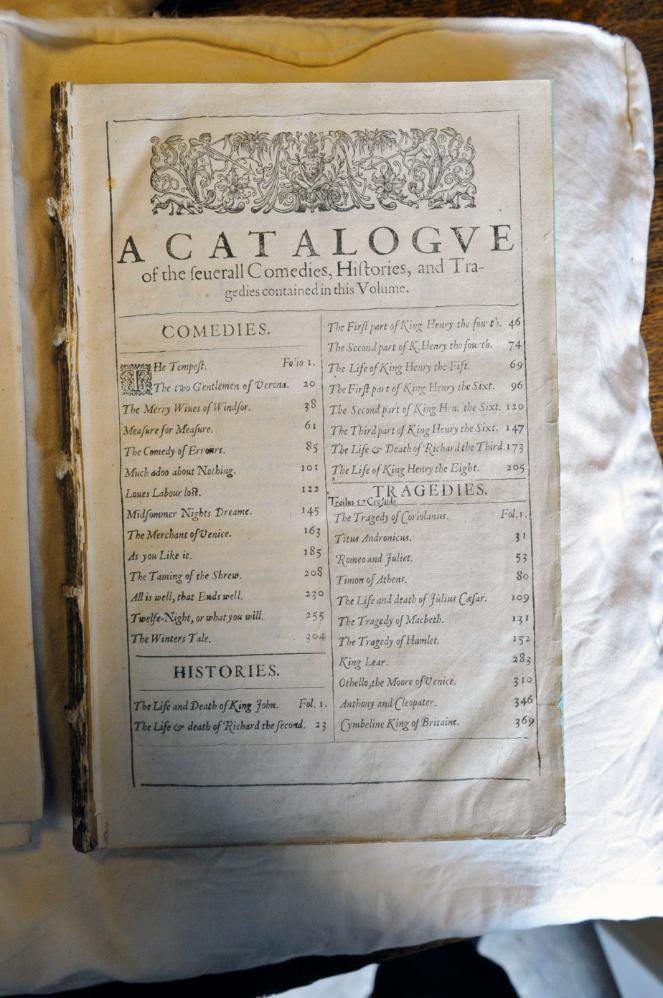 A CATALOGVE
of the ſeuerall Comedies, Hiſtories, and Tra-
gedies contained in this Volume.
COMEDIES.
THe Tempeſt. Folio 1.
The two Gentlemen of Verona. 20
The Merry Wiues of Windſor. 38
Meaſure for Meaſure. 61
The Comedy of Errours. 85
Much adoo about Nothing. 101
Loues Labour loſt. 122
Midſommer Nights Dreame. 145
The Merchant of Venice. 163
As you Like it. 185
The Taming of the Shrew. 208
All is well, that Ends well. 230
Twelfe-Night, or what you will. 255
The Winters Tale. 304
HISTORIES.
The Life and Death of King John. Fol. 1.
The Life & death of Richard the ſecond. 23
The Firſt part of King Henry the fourth. 46
The Second part of K. Henry the fourth. 74
The Life of King Henry the Fift. 69
The Firſt part of King Henry the Sixt. 96
The Second part of King Hen. the Sixt. 120
The Third part of King Henry the Sixt. 147
The Life & Death of Richard the Third. 173
The Life of King Henry the Eight. 205
TRAGEDIES.
Troilus & Creſsida
The Tragedy of Coriolanus. Fol. 1.
Titus Andronicus. 31
Romeo and Juliet. 53
Timon of Athens. 80
The Life and death of Julius Cæſar. 109
The Tragedy of Macbeth. 131
The Tragedy of Hamlet. 152
King Lear. 283
Othello, the Moore of Venice. 310
Anthony and Cleopater. 346
Cymbeline King of Britaine. 369